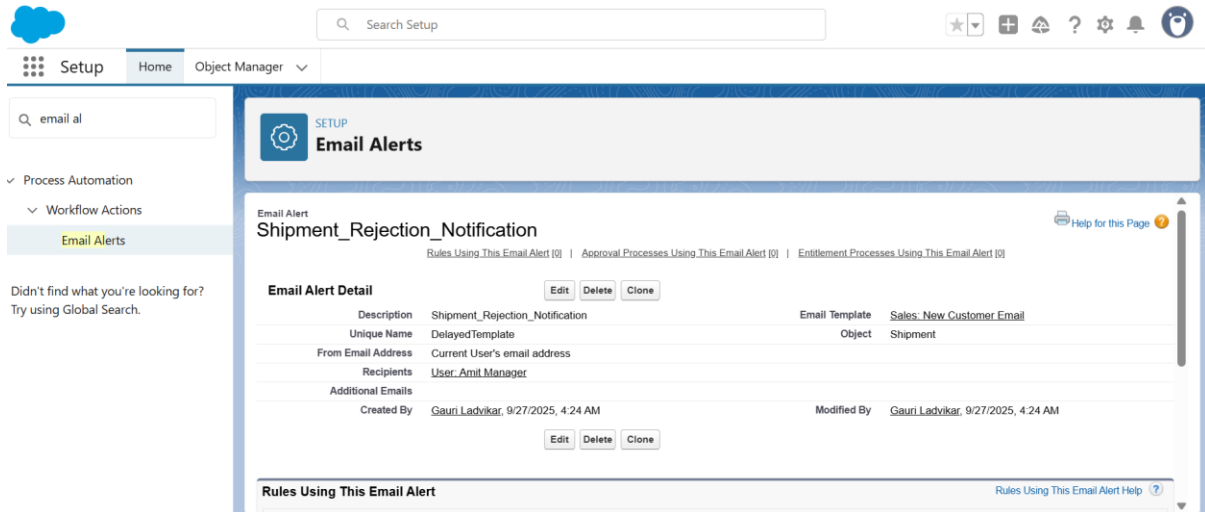 Search Setup
Setup Home Object Manager
email al
Process Automation
Workflow Actions
Email Alerts
Didn't find what you're looking for?
Try using Global Search.
SETUP
Email Alerts
Email Alert
Shipment_Rejection_Notification
Help for this Page
Rules Using This Email Alert [0] | Approval Processes Using This Email Alert [0] | Entitlement Processes Using This Email Alert [0]
Email Alert Detail Edit Delete Clone
Description Shipment_Rejection_Notification Email Template Sales: New Customer Email
Unique Name DelayedTemplate Object Shipment
From Email Address Current User's email address
Recipients User: Amit Manager
Additional Emails
Created By Gauri Ladvikar, 9/27/2025, 4:24 AM Modified By Gauri Ladvikar, 9/27/2025, 4:24 AM
Edit Delete Clone
Rules Using This Email Alert Rules Using This Email Alert Help ?